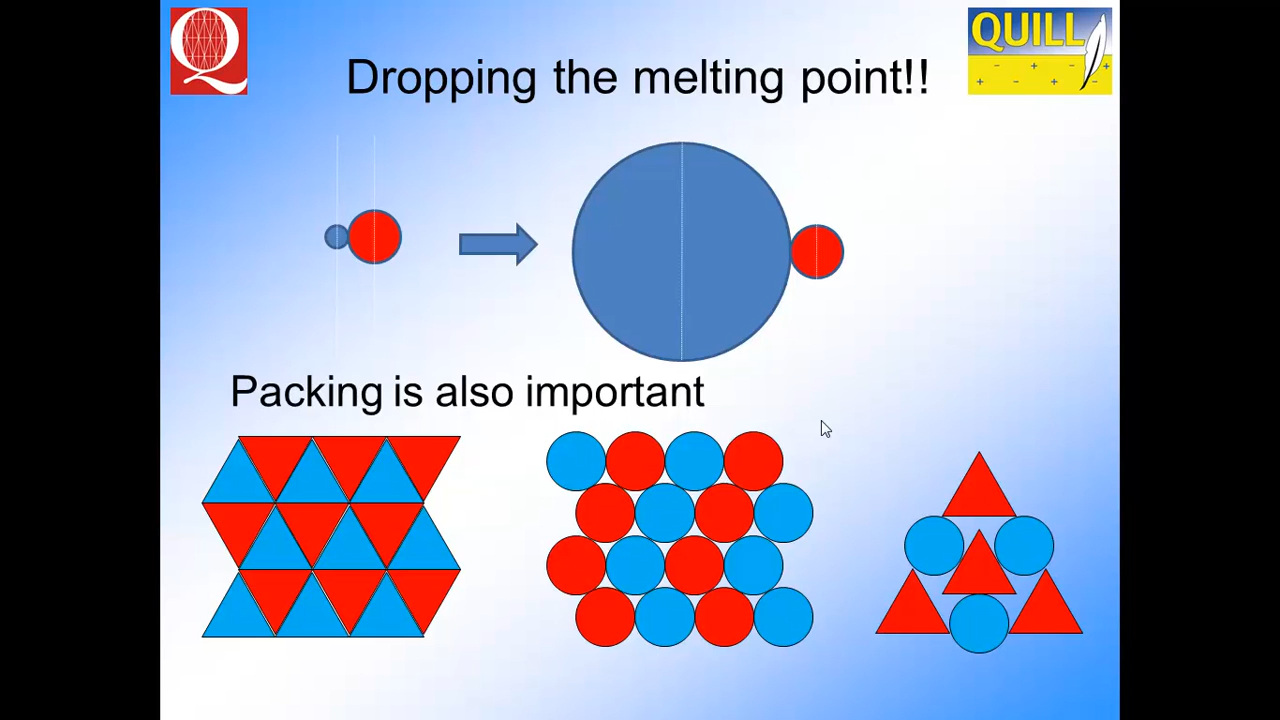 Q
QUILL
Dropping the melting point!!
Packing is also important